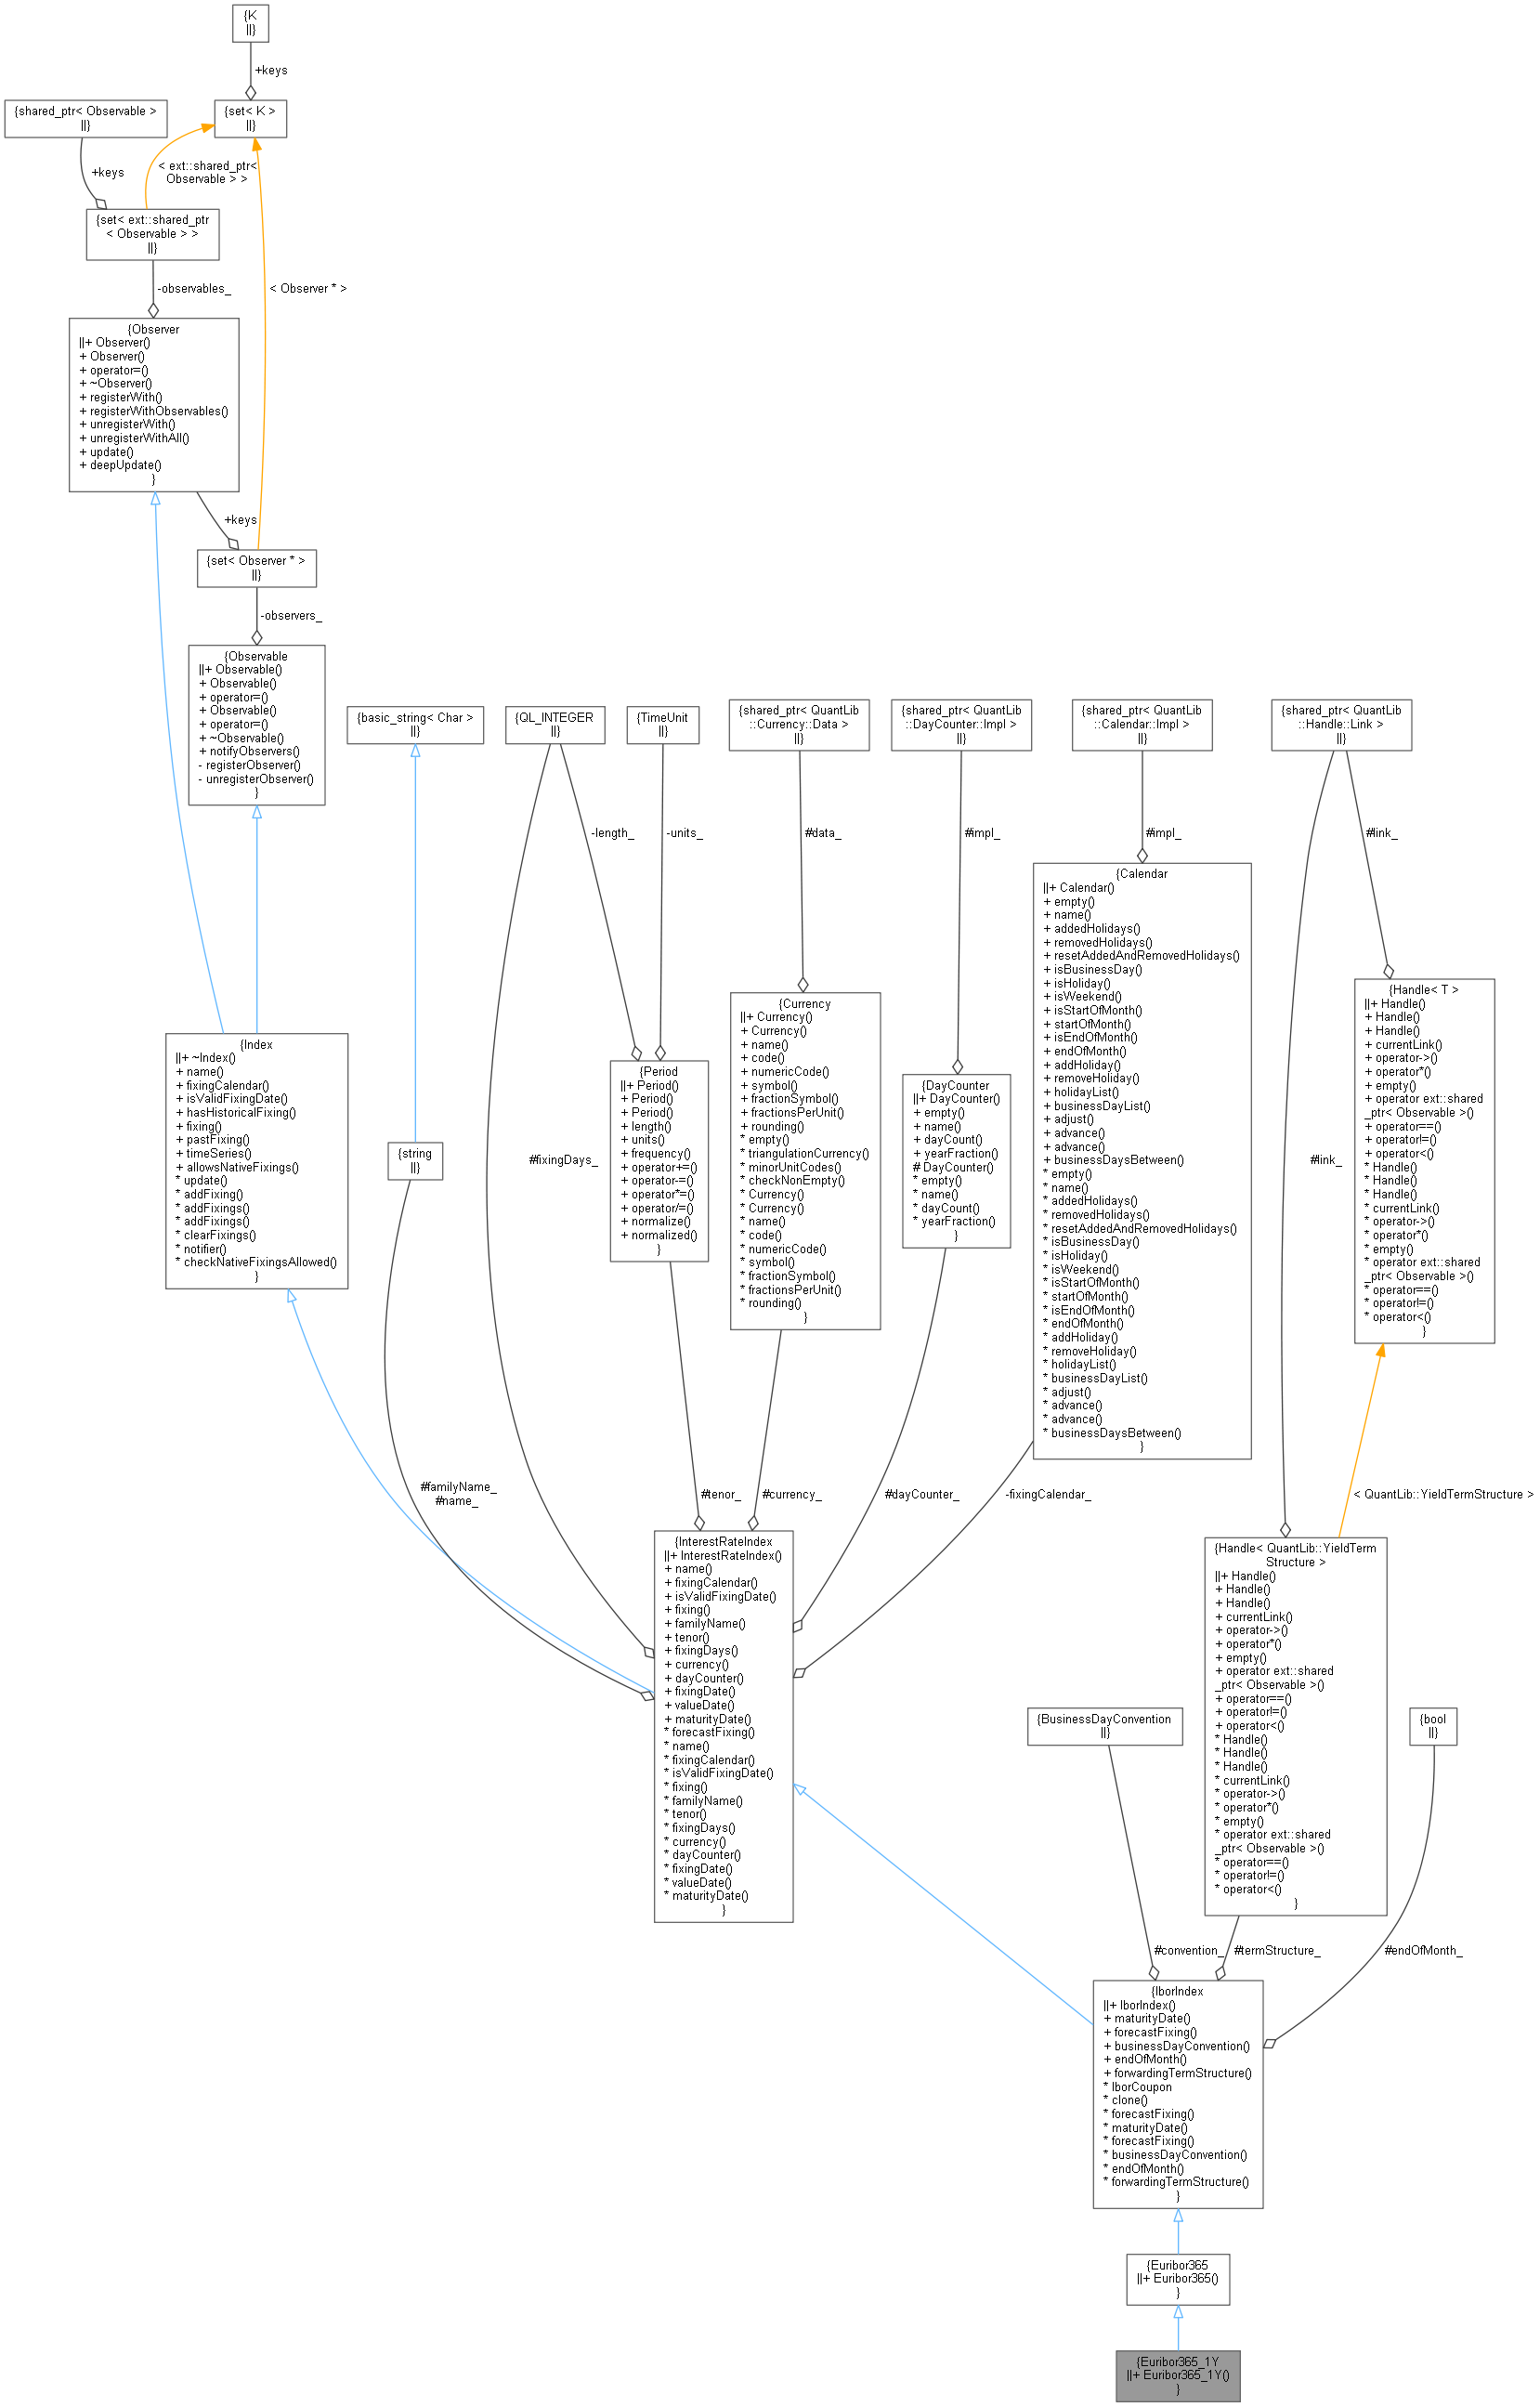 {K
||}
+keys
{shared_ptr< Observable >
||}
{set< K >
||}
+keys
< ext::shared_ptr<
Observable > >
{set< ext::shared_ptr
< Observable > >
||}
-observables_
< Observer * >
{Observer
||+ Observer()
+ Observer()
+ operator=()
+ ~Observer()
+ registerWith()
+ registerWithObservables()
+ unregisterWith()
+ unregisterWithAll()
+ update()
+ deepUpdate()
}
+keys
{set< Observer * >
||}
-observers_
{Observable
||+ Observable()
+ Observable()
+ operator=()
+ Observable()
+ operator=()
+ ~Observable()
+ notifyObservers()
- registerObserver()
- unregisterObserver()
}
{basic_string< Char >
||}
{QL_INTEGER
||}
{TimeUnit
||}
{shared_ptr< QuantLib
::Currency::Data >
||}
{shared_ptr< QuantLib
::DayCounter::Impl >
||}
{shared_ptr< QuantLib
::Calendar::Impl >
||}
{shared_ptr< QuantLib
::Handle::Link >
||}
-length_
-units_
#data_
#impl_
#impl_
#link_
{Calendar
||+ Calendar()
+ empty()
+ name()
+ addedHolidays()
+ removedHolidays()
+ resetAddedAndRemovedHolidays()
+ isBusinessDay()
+ isHoliday()
+ isWeekend()
+ isStartOfMonth()
+ startOfMonth()
+ isEndOfMonth()
+ endOfMonth()
+ addHoliday()
+ removeHoliday()
+ holidayList()
+ businessDayList()
+ adjust()
+ advance()
+ advance()
+ businessDaysBetween()
* empty()
* name()
* addedHolidays()
* removedHolidays()
* resetAddedAndRemovedHolidays()
* isBusinessDay()
* isHoliday()
* isWeekend()
* isStartOfMonth()
* startOfMonth()
* isEndOfMonth()
* endOfMonth()
* addHoliday()
* removeHoliday()
* holidayList()
* businessDayList()
* adjust()
* advance()
* advance()
* businessDaysBetween()
}
{Handle< T >
||+ Handle()
+ Handle()
+ Handle()
+ currentLink()
+ operator->()
+ operator*()
+ empty()
+ operator ext::shared
_ptr< Observable >()
+ operator==()
+ operator!=()
+ operator<()
* Handle()
* Handle()
* Handle()
* currentLink()
* operator->()
* operator*()
* empty()
* operator ext::shared
_ptr< Observable >()
* operator==()
* operator!=()
* operator<()
}
{Currency
||+ Currency()
+ Currency()
+ name()
+ code()
+ numericCode()
+ symbol()
+ fractionSymbol()
+ fractionsPerUnit()
+ rounding()
* empty()
* triangulationCurrency()
* minorUnitCodes()
* checkNonEmpty()
* Currency()
* Currency()
* name()
* code()
* numericCode()
* symbol()
* fractionSymbol()
* fractionsPerUnit()
* rounding()
}
{Index
||+ ~Index()
+ name()
+ fixingCalendar()
+ isValidFixingDate()
+ hasHistoricalFixing()
+ fixing()
+ pastFixing()
+ timeSeries()
+ allowsNativeFixings()
* update()
* addFixing()
* addFixings()
* addFixings()
* clearFixings()
* notifier()
* checkNativeFixingsAllowed()
}
{Period
||+ Period()
+ Period()
+ Period()
+ length()
+ units()
+ frequency()
+ operator+=()
+ operator-=()
+ operator*=()
+ operator/=()
+ normalize()
+ normalized()
}
{DayCounter
||+ DayCounter()
+ empty()
+ name()
+ dayCount()
+ yearFraction()
# DayCounter()
* empty()
* name()
* dayCount()
* yearFraction()
}
{string
||}
#fixingDays_
#link_
#familyName_
#name_
#tenor_
#currency_
#dayCounter_
-fixingCalendar_
< QuantLib::YieldTermStructure >
{InterestRateIndex
||+ InterestRateIndex()
+ name()
+ fixingCalendar()
+ isValidFixingDate()
+ fixing()
+ familyName()
+ tenor()
+ fixingDays()
+ currency()
+ dayCounter()
+ fixingDate()
+ valueDate()
+ maturityDate()
* forecastFixing()
* name()
* fixingCalendar()
* isValidFixingDate()
* fixing()
* familyName()
* tenor()
* fixingDays()
* currency()
* dayCounter()
* fixingDate()
* valueDate()
* maturityDate()
}
{Handle< QuantLib::YieldTerm
Structure >
||+ Handle()
+ Handle()
+ Handle()
+ currentLink()
+ operator->()
+ operator*()
+ empty()
+ operator ext::shared
_ptr< Observable >()
+ operator==()
+ operator!=()
+ operator<()
* Handle()
* Handle()
* Handle()
* currentLink()
* operator->()
* operator*()
* empty()
* operator ext::shared
_ptr< Observable >()
* operator==()
* operator!=()
* operator<()
}
{BusinessDayConvention
||}
{bool
||}
#convention_
#termStructure_
#endOfMonth_
{IborIndex
||+ IborIndex()
+ maturityDate()
+ forecastFixing()
+ businessDayConvention()
+ endOfMonth()
+ forwardingTermStructure()
* IborCoupon
* clone()
* forecastFixing()
* maturityDate()
* forecastFixing()
* businessDayConvention()
* endOfMonth()
* forwardingTermStructure()
}
{Euribor365
||+ Euribor365()
}
{Euribor365_1Y
||+ Euribor365_1Y()
}